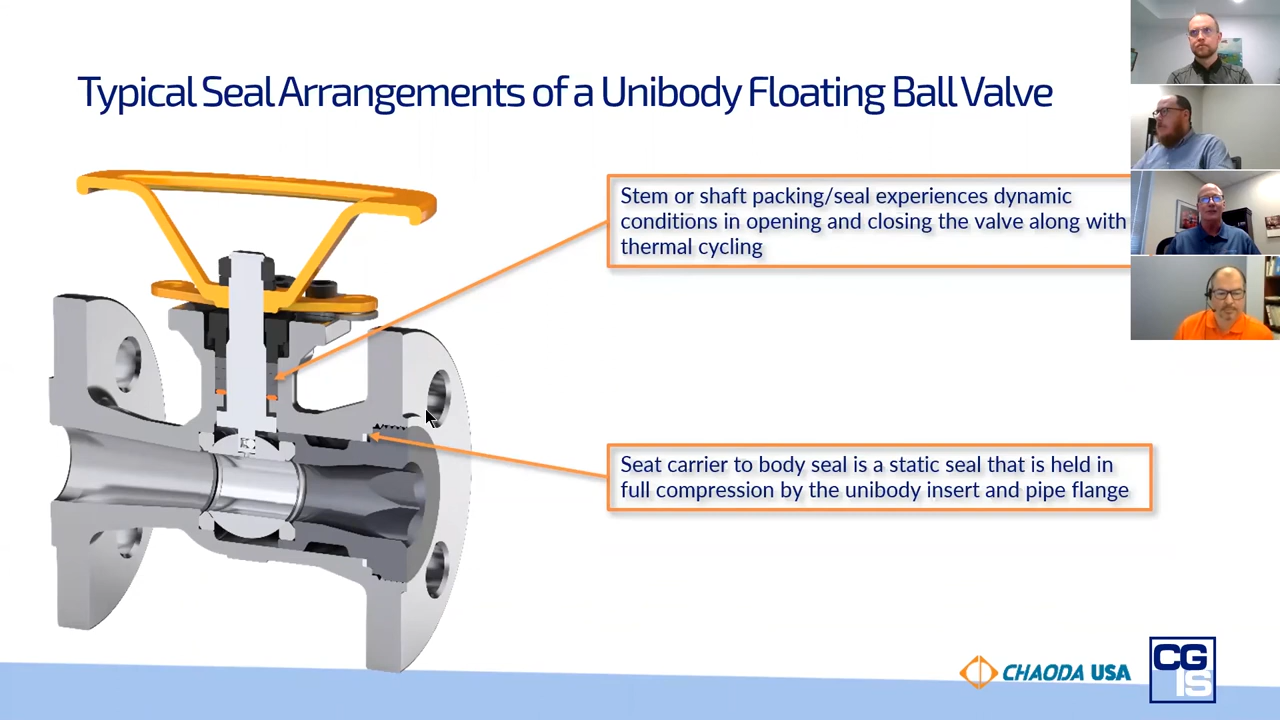 Typical Seal Arrangements of a Unibody Floating Ball Valve
Stem or shaft packing/seal experiences dynamic
conditions in opening and closing the valve along with
thermal cycling
Seat carrier to body seal is a static seal that is held in
full compression by the unibody insert and pipe flange
CHAODA USA
CG
IS